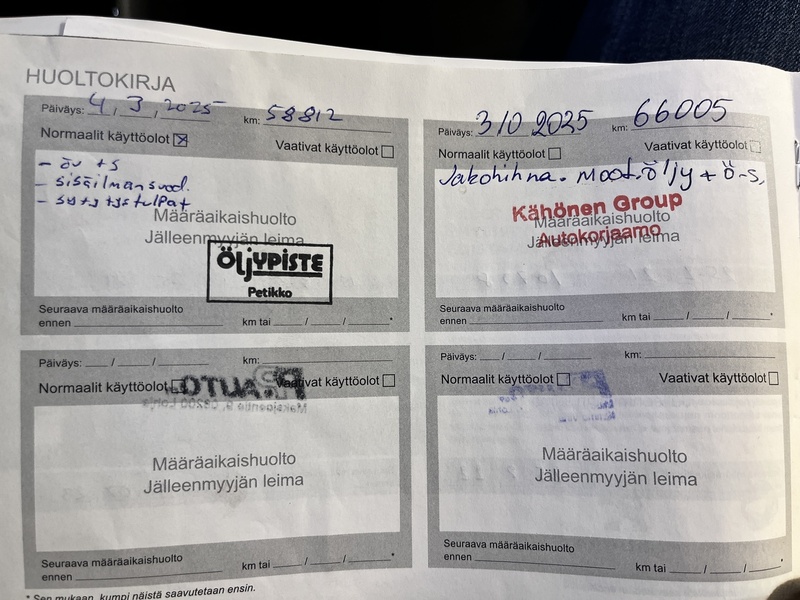 HUOLTOKIRJA
Päiväys: 4, 3, 2025 km: 58812
Normaalit käyttöolot ☒ Vaativat käyttöolot ☐
- öv + s
- sisäilmansuod.
- sytytystulpat
Määräaikaishuolto
Jälleenmyyjän leima
ÖljyPISTE
Petikko
Seuraava määräaikaishuolto
ennen km tai / / *
Päiväys: 3/0 2025 km: 66005
Normaalit käyttöolot ☐ Vaativat käyttöolot ☐
Jakohihna. Moot.öljy + ö-s,
Kähönen Group
Määräaikaishuolto
Autokorjaamo
Jälleenmyyjän leima
Seuraava määräaikaishuolto
ennen km tai / / *
Päiväys: / / km:
Normaalit käyttöolot ☐ Vaativat käyttöolot ☐
Määräaikaishuolto
Jälleenmyyjän leima
Seuraava määräaikaishuolto
ennen km tai / / *
Päiväys: / / km:
Normaalit käyttöolot ☐ Vaativat käyttöolot ☐
Määräaikaishuolto
Jälleenmyyjän leima
Seuraava määräaikaishuolto
ennen km tai / / *
* Sen mukaan, kumpi näistä saavutetaan ensin.